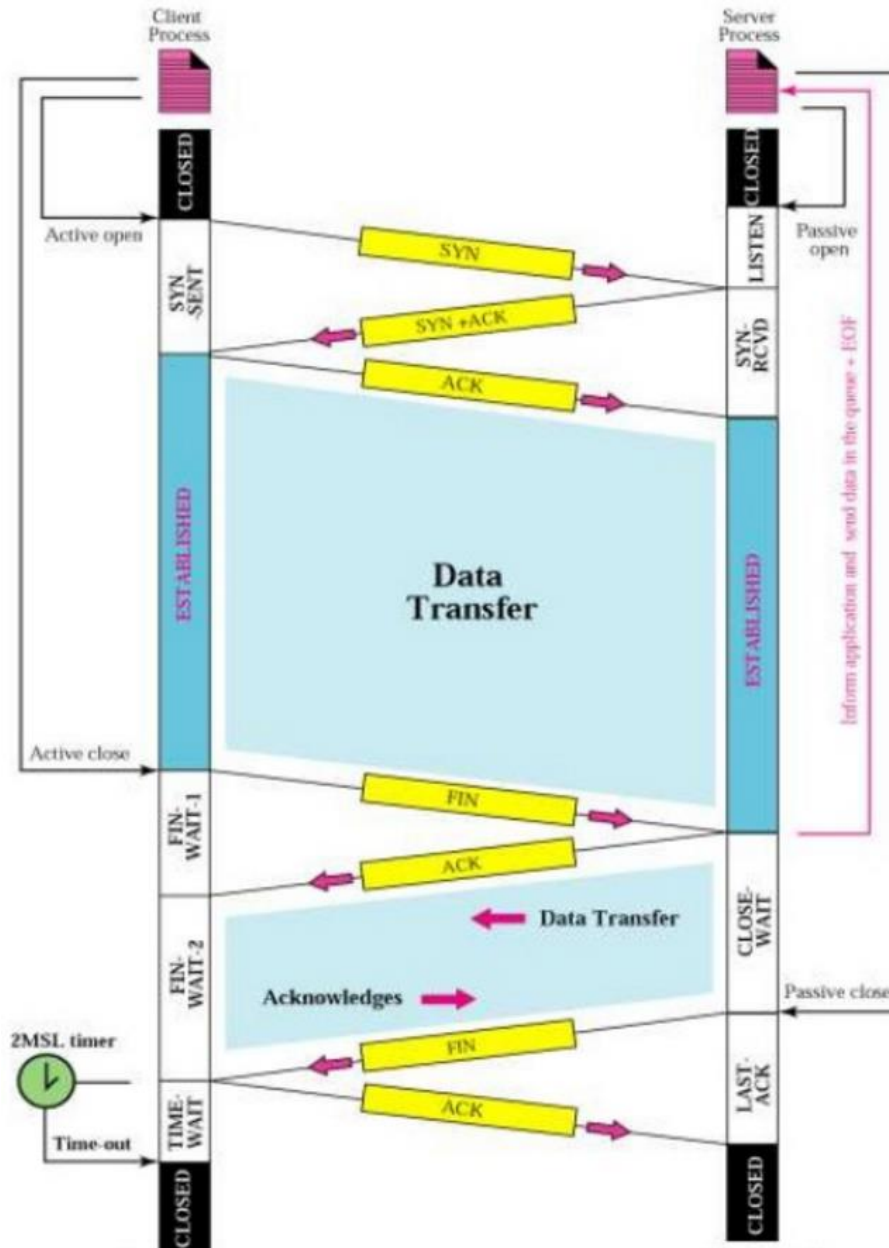 Client
Process
Server
Process
CLOSED
CLOSED
Active open
Passive
open
SYN
LISTEN
SYN
-SENT
SYN +ACK
SYN-
RCVD
ACK
ESTABLISHED
Data
Transfer
ESTABLISHED
Inform application and send data in the queue + EOF
Active close
FIN
FIN-
WAIT-1
ACK
Data Transfer
CLOSE-
WAIT
FIN-
WAIT-2
Acknowledges
Passive close
FIN
2MSL timer
LAST-
ACK
ACK
TIME-
WAIT
Time-out
CLOSED
CLOSED